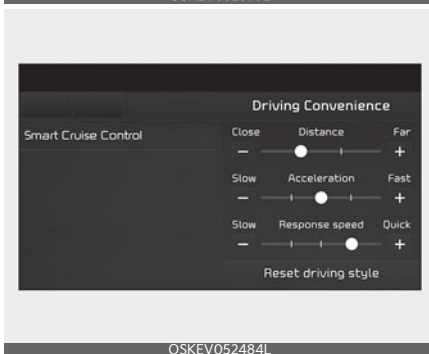 Driving Convenience
Smart Cruise Control
Close Distance Far
− +
Slow Acceleration Fast
− +
Slow Response speed Quick
− +
Reset driving style
OSKEV052484L